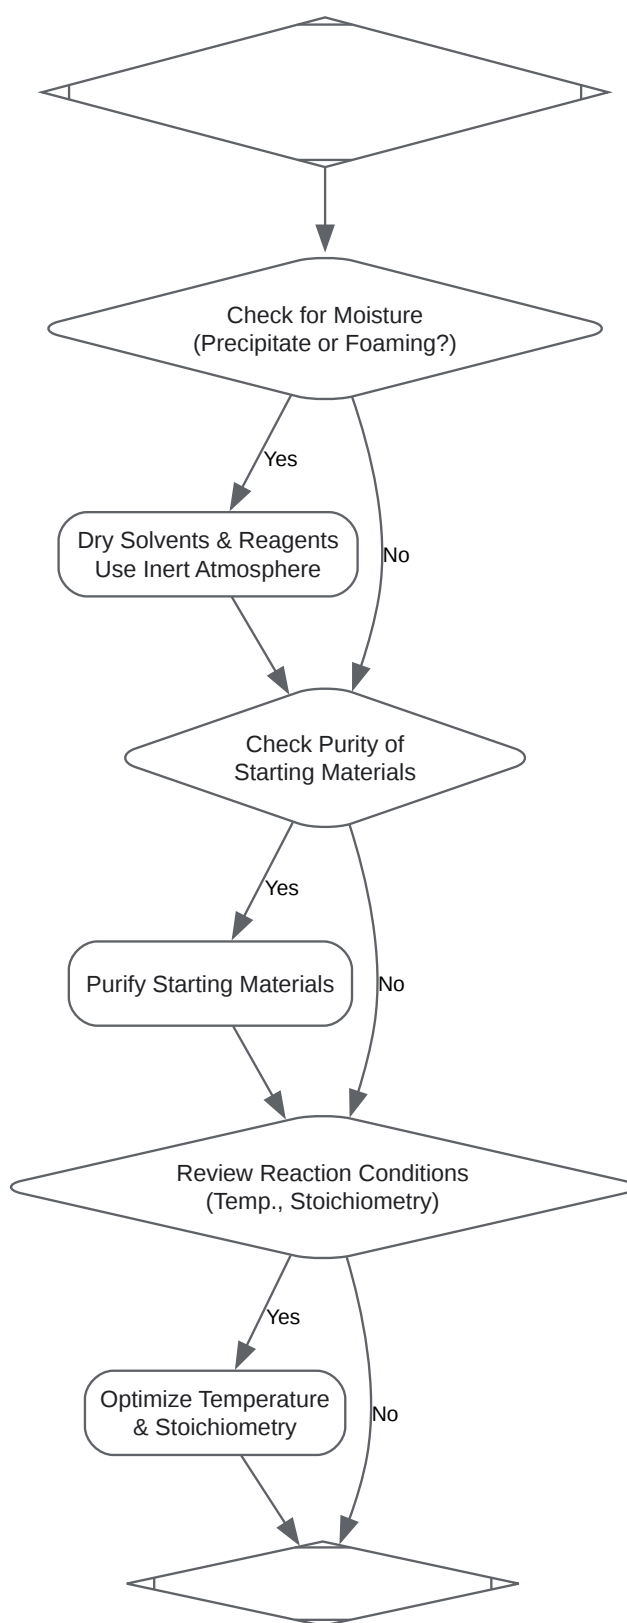 Check for Moisture
(Precipitate or Foaming?)
Yes
Dry Solvents & Reagents
Use Inert Atmosphere
No
Check Purity of
Starting Materials
Yes
Purify Starting Materials
No
Review Reaction Conditions
(Temp., Stoichiometry)
Yes
Optimize Temperature
& Stoichiometry
No